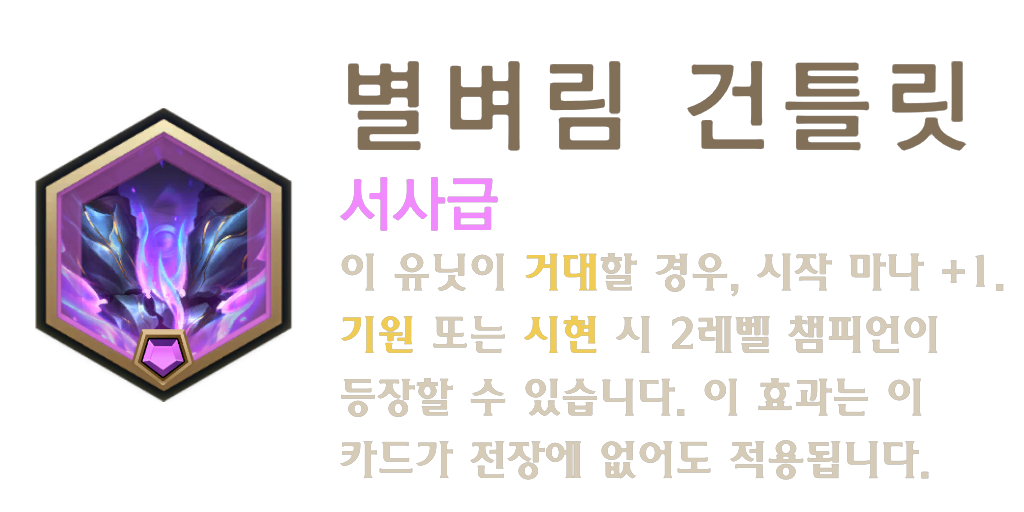 별벼림 건틀릿
서사급
이 유닛이 거대할 경우, 시작 마나 +1.
기원 또는 시현 시 2레벨 챔피언이
등장할 수 있습니다. 이 효과는 이
카드가 전장에 없어도 적용됩니다.